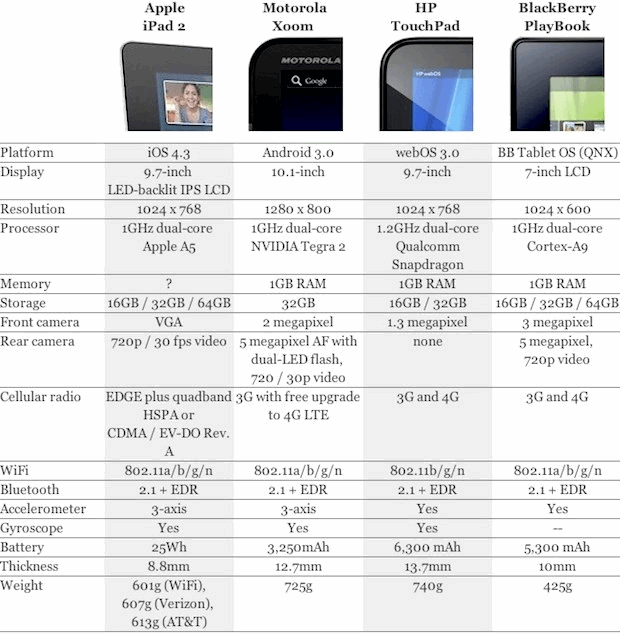 Apple iPad 2 Motorola Xoom HP TouchPad BlackBerry PlayBook
MOTOROLA
Google
HP webOS
Platform iOS 4.3 Android 3.0 webOS 3.0 BB Tablet OS (QNX)
Display 9.7-inch LED-backlit IPS LCD 10.1-inch 9.7-inch 7-inch LCD
Resolution 1024 x 768 1280 x 800 1024 x 768 1024 x 600
Processor 1GHz dual-core Apple A5 1GHz dual-core NVIDIA Tegra 2 1.2GHz dual-core Qualcomm Snapdragon 1GHz dual-core Cortex-A9
Memory ? 1GB RAM 1GB RAM 1GB RAM
Storage 16GB / 32GB / 64GB 32GB 16GB / 32GB 16GB / 32GB / 64GB
Front camera VGA 2 megapixel 1.3 megapixel 3 megapixel
Rear camera 720p / 30 fps video 5 megapixel AF with dual-LED flash, 720 / 30p video none 5 megapixel, 720p video
Cellular radio EDGE plus quadband HSPA or CDMA / EV-DO Rev. A 3G with free upgrade to 4G LTE 3G and 4G 3G and 4G
WiFi 802.11a/b/g/n 802.11a/b/g/n 802.11b/g/n 802.11a/b/g/n
Bluetooth 2.1 + EDR 2.1 + EDR 2.1 + EDR 2.1 + EDR
Accelerometer 3-axis 3-axis Yes Yes
Gyroscope Yes Yes Yes --
Battery 25Wh 3,250mAh 6,300 mAh 5,300 mAh
Thickness 8.8mm 12.7mm 13.7mm 10mm
Weight 601g (WiFi), 607g (Verizon), 613g (AT&T) 725g 740g 425g